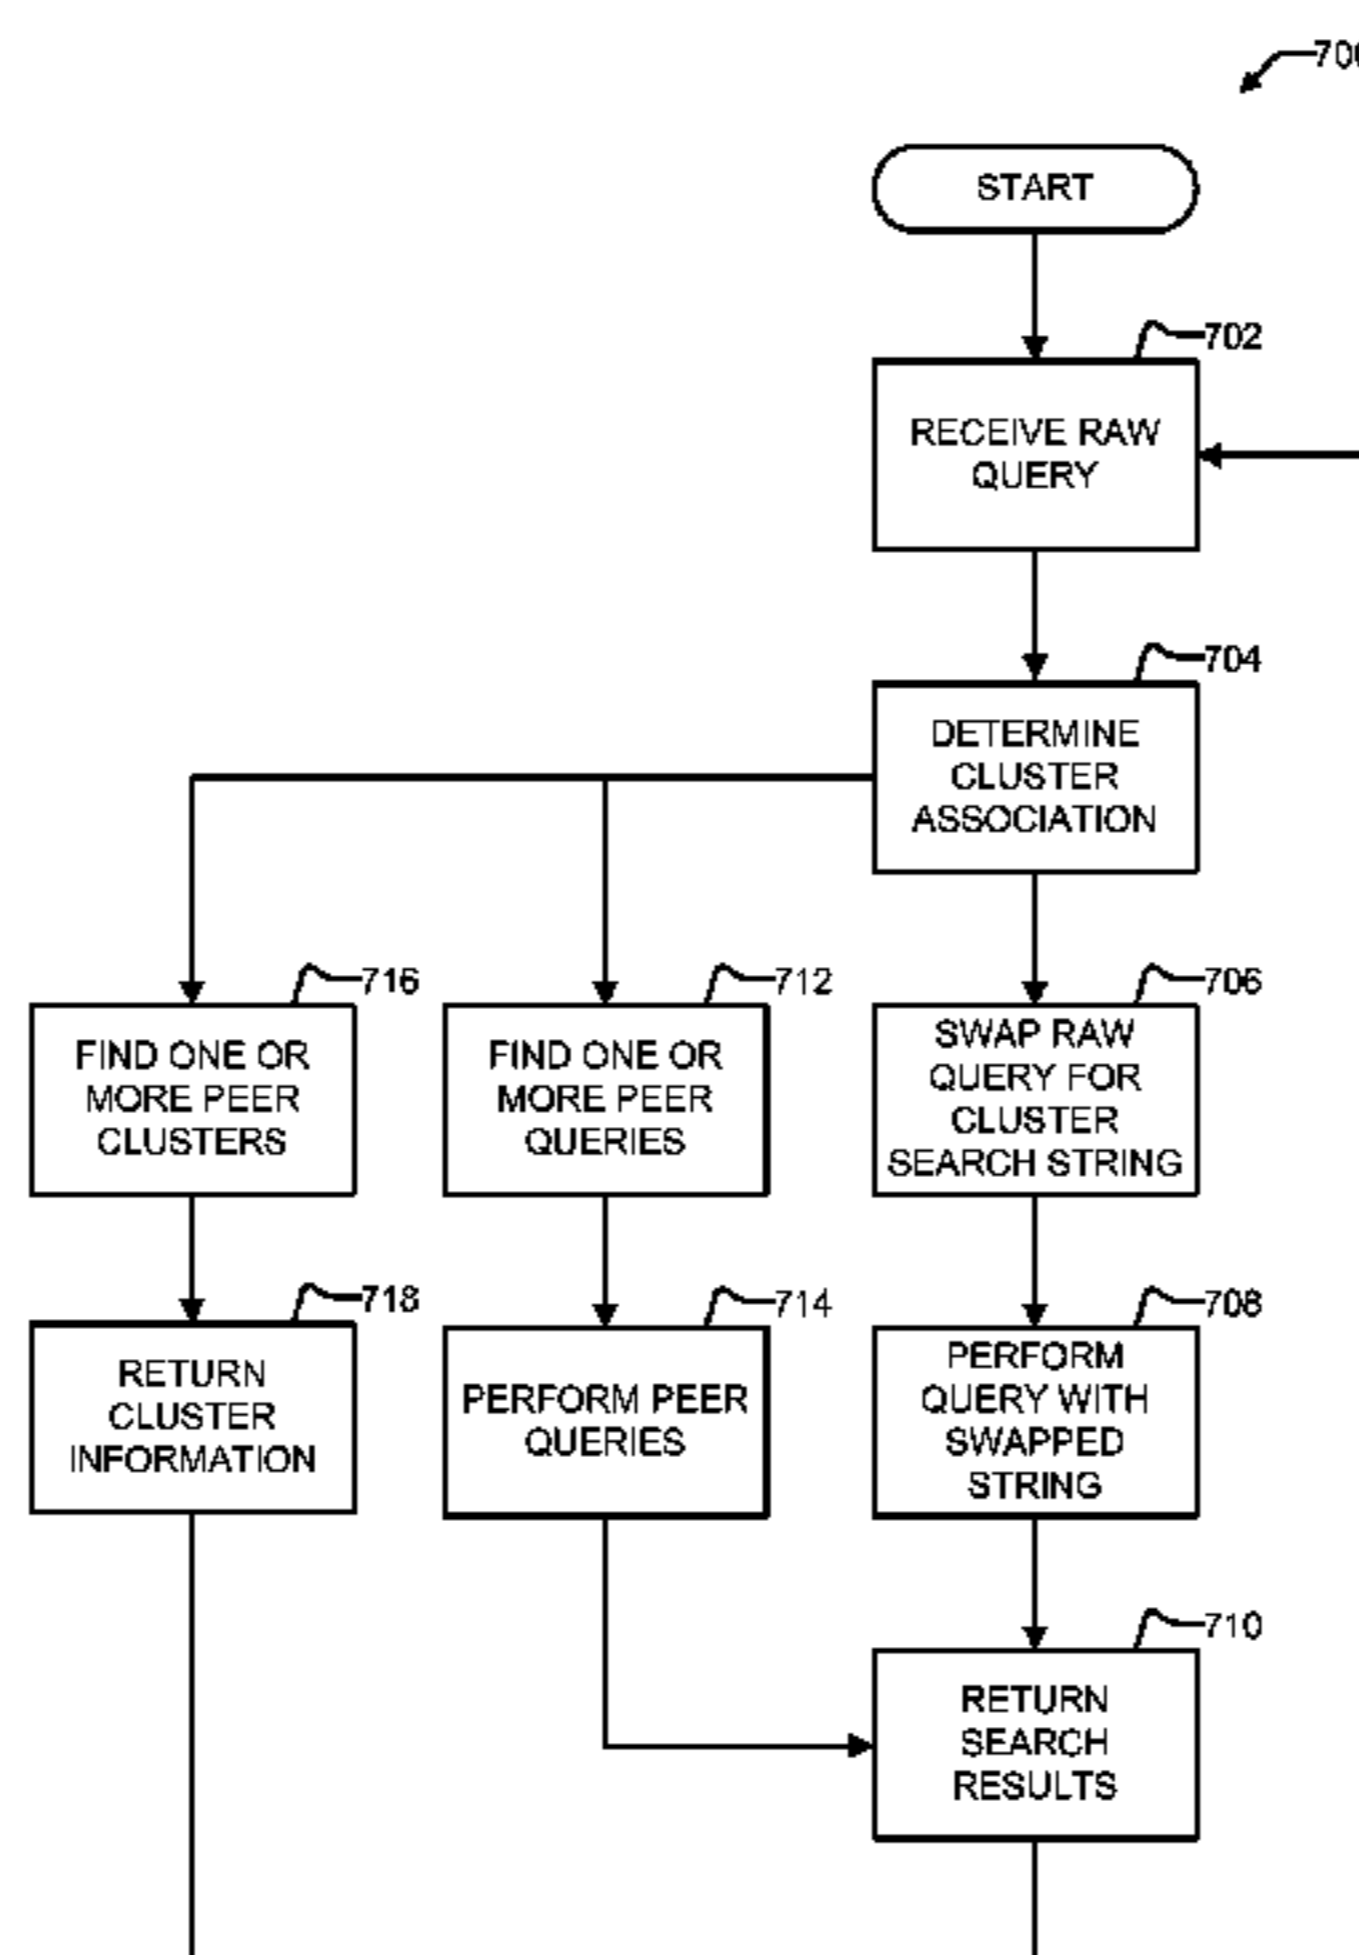 START
702
RECEIVE RAW
QUERY
704
DETERMINE
CLUSTER
ASSOCIATION
716
FIND ONE OR
MORE PEER
CLUSTERS
712
FIND ONE OR
MORE PEER
QUERIES
706
SWAP RAW
QUERY FOR
CLUSTER
SEARCH STRING
718
RETURN
CLUSTER
INFORMATION
714
PERFORM PEER
QUERIES
708
PERFORM
QUERY WITH
SWAPPED
STRING
710
RETURN
SEARCH
RESULTS